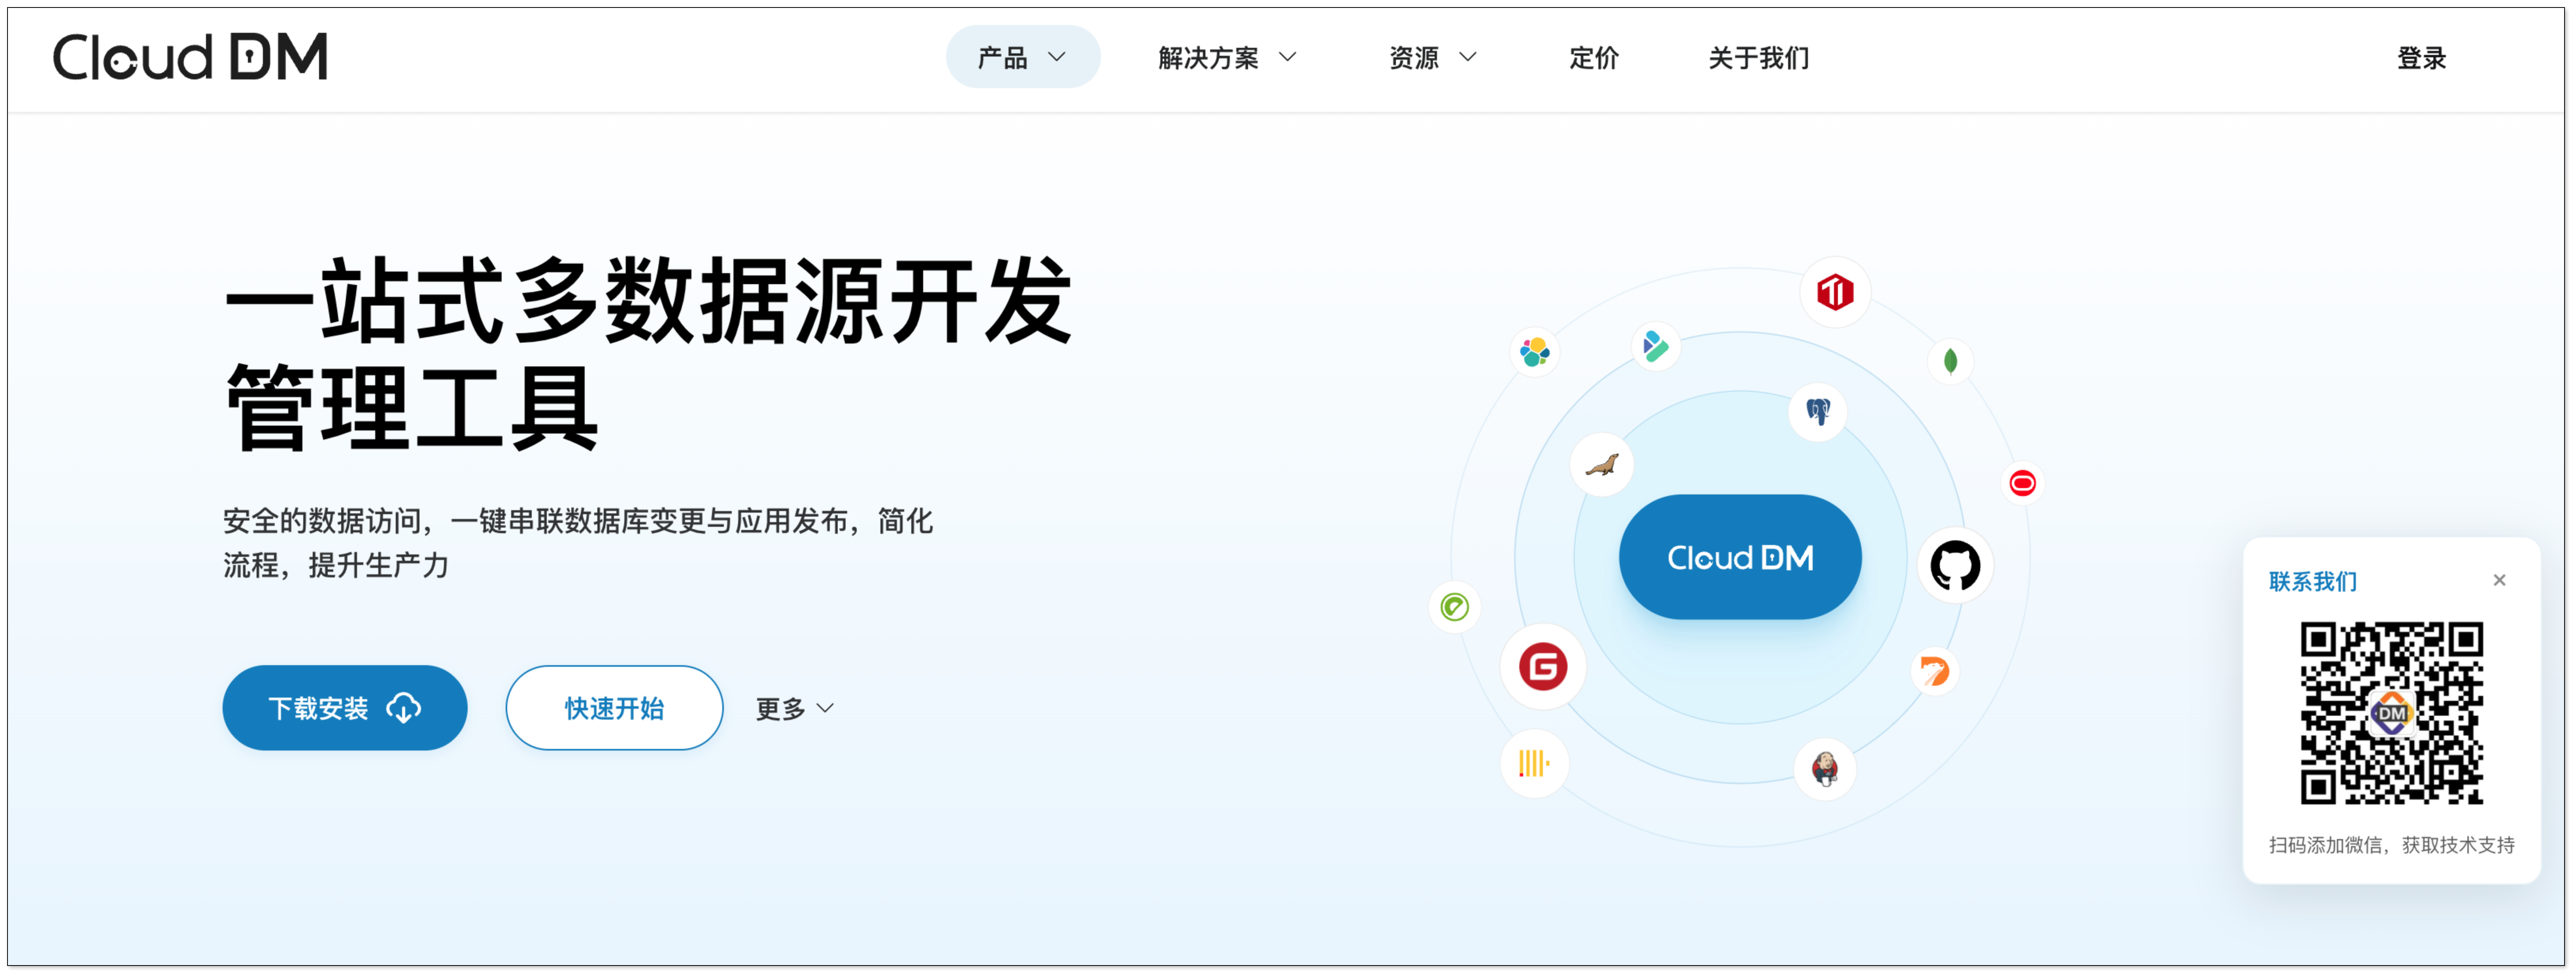 Cloud DM
产品
解决方案
资源
定价
关于我们
登录
一站式多数据源开发
管理工具
安全的数据访问，一键串联数据库变更与应用发布，简化
流程，提升生产力
下载安装
快速开始
更多
Cloud DM
联系我们
DM
扫码添加微信，获取技术支持